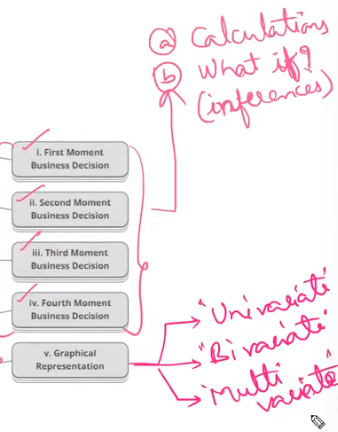 ⓐ Calculations
ⓑ What if?
(inferences)
i. First Moment
Business Decision
ii. Second Moment
Business Decision
iii. Third Moment
Business Decision
iv. Fourth Moment
Business Decision
v. Graphical
Representation
"Univariate"
"Bivariate"
"Multi
variate"